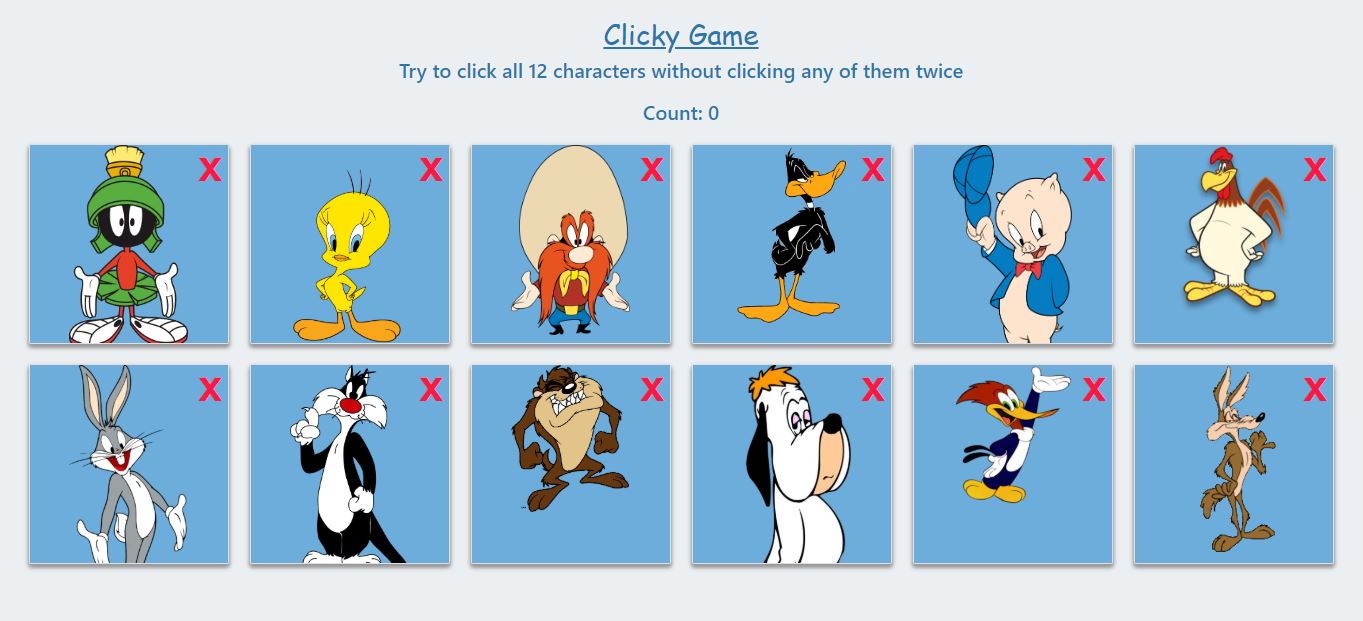 Clicky Game
Try to click all 12 characters without clicking any of them twice
Count: 0
X X X X X X
X X X X X X